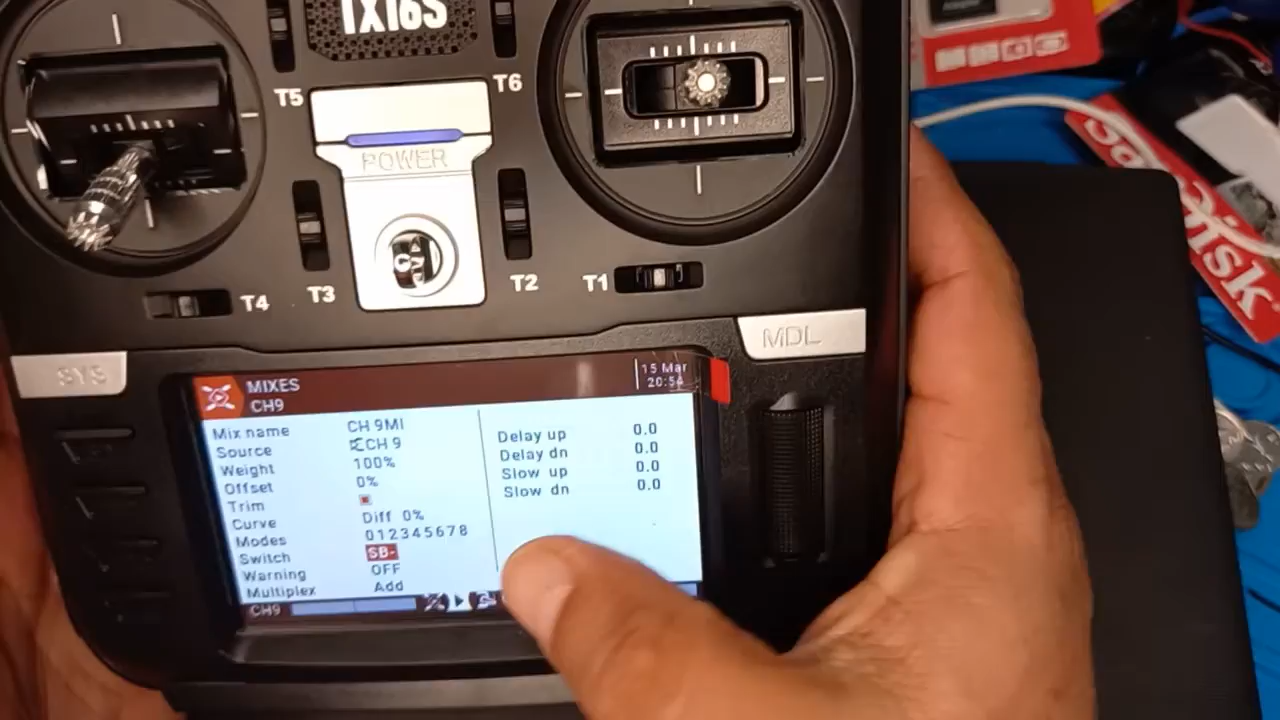 TX16S
T5
T6
POWER
T3
T2
T1
T4
SYS
MDL
MIXES
CH9
15 Mar
20:54
Mix name CH 9MI
Source CH 9
Weight 100%
Offset 0%
Trim
Curve Diff 0%
Modes 012345678
Switch SB-
Warning OFF
Multiplex Add
Delay up 0.0
Delay dn 0.0
Slow up 0.0
Slow dn 0.0
CH9
SanDisk